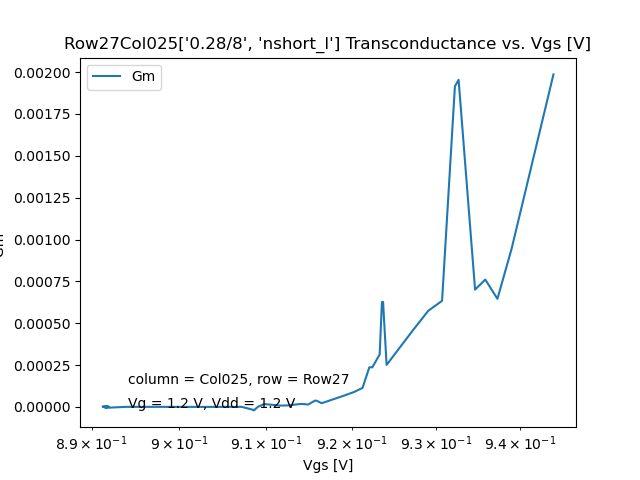 Row27Col025['0.28/8', 'nshort_l'] Transconductance vs. Vgs [V]
Gm
0.00200
0.00175
0.00150
0.00125
0.00100
0.00075
0.00050
0.00025
0.00000
column = Col025, row = Row27
Vg = 1.2 V, Vdd = 1.2 V
8.9 × 10⁻¹ 9 × 10⁻¹ 9.1 × 10⁻¹ 9.2 × 10⁻¹ 9.3 × 10⁻¹ 9.4 × 10⁻¹
Vgs [V]